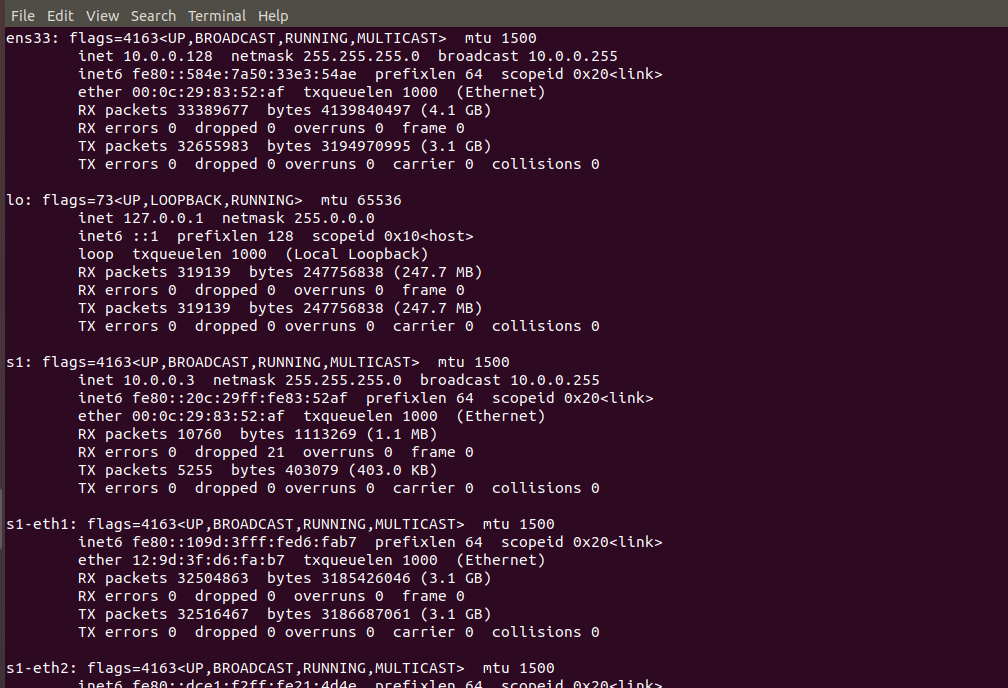 File Edit View Search Terminal Help
ens33: flags=4163<UP,BROADCAST,RUNNING,MULTICAST>  mtu 1500
        inet 10.0.0.128  netmask 255.255.255.0  broadcast 10.0.0.255
        inet6 fe80::584e:7a50:33e3:54ae  prefixlen 64  scopeid 0x20<link>
        ether 00:0c:29:83:52:af  txqueuelen 1000  (Ethernet)
        RX packets 33389677  bytes 4139840497 (4.1 GB)
        RX errors 0  dropped 0  overruns 0  frame 0
        TX packets 32655983  bytes 3194970995 (3.1 GB)
        TX errors 0  dropped 0 overruns 0  carrier 0  collisions 0

lo: flags=73<UP,LOOPBACK,RUNNING>  mtu 65536
        inet 127.0.0.1  netmask 255.0.0.0
        inet6 ::1  prefixlen 128  scopeid 0x10<host>
        loop  txqueuelen 1000  (Local Loopback)
        RX packets 319139  bytes 247756838 (247.7 MB)
        RX errors 0  dropped 0  overruns 0  frame 0
        TX packets 319139  bytes 247756838 (247.7 MB)
        TX errors 0  dropped 0 overruns 0  carrier 0  collisions 0

s1: flags=4163<UP,BROADCAST,RUNNING,MULTICAST>  mtu 1500
        inet 10.0.0.3  netmask 255.255.255.0  broadcast 10.0.0.255
        inet6 fe80::20c:29ff:fe83:52af  prefixlen 64  scopeid 0x20<link>
        ether 00:0c:29:83:52:af  txqueuelen 1000  (Ethernet)
        RX packets 10760  bytes 1113269 (1.1 MB)
        RX errors 0  dropped 21  overruns 0  frame 0
        TX packets 5255  bytes 403079 (403.0 KB)
        TX errors 0  dropped 0 overruns 0  carrier 0  collisions 0

s1-eth1: flags=4163<UP,BROADCAST,RUNNING,MULTICAST>  mtu 1500
        inet6 fe80::109d:3fff:fed6:fab7  prefixlen 64  scopeid 0x20<link>
        ether 12:9d:3f:d6:fa:b7  txqueuelen 1000  (Ethernet)
        RX packets 32504863  bytes 3185426046 (3.1 GB)
        RX errors 0  dropped 0  overruns 0  frame 0
        TX packets 32516467  bytes 3186687061 (3.1 GB)
        TX errors 0  dropped 0 overruns 0  carrier 0  collisions 0

s1-eth2: flags=4163<UP,BROADCAST,RUNNING,MULTICAST>  mtu 1500
        inet6 fe80::dce1:f2ff:fe21:4d4e  prefixlen 64  scopeid 0x20<link>